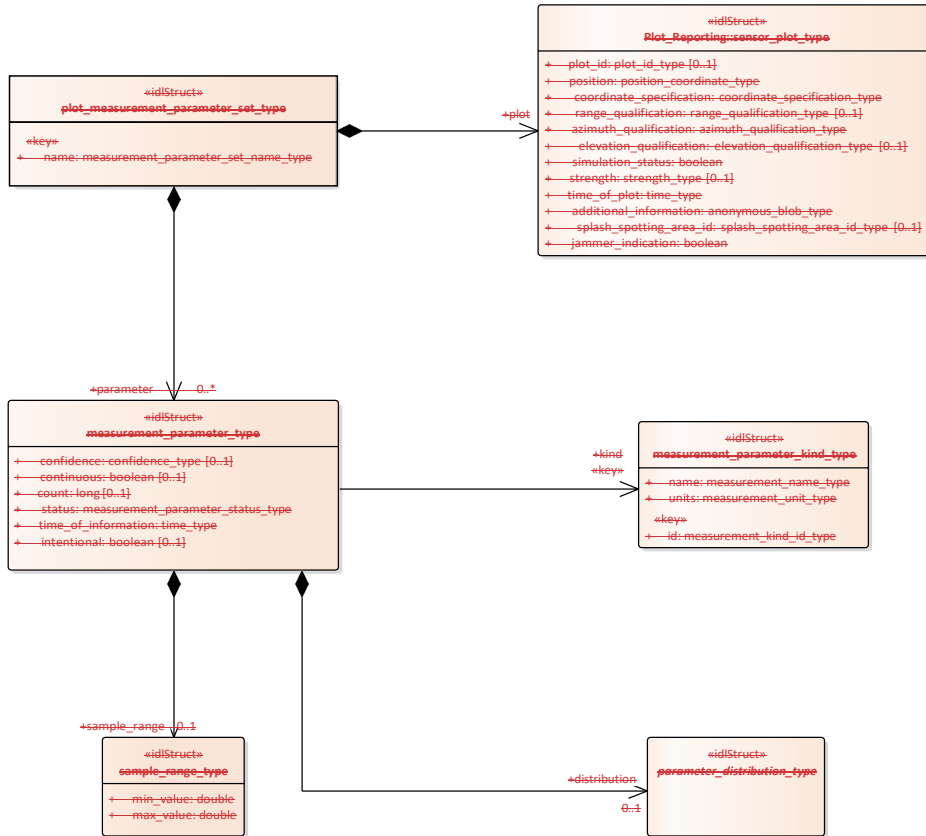 «idlStruct»
plot_measurement_parameter_set_type
«key»
+ name: measurement_parameter_set_name_type
+plot
«idlStruct»
Plot_Reporting::sensor_plot_type
+ plot_id: plot_id_type [0..1]
+ position: position_coordinate_type
+ coordinate_specification: coordinate_specification_type
+ range_qualification: range_qualification_type [0..1]
+ azimuth_qualification: azimuth_qualification_type
+ elevation_qualification: elevation_qualification_type [0..1]
+ simulation_status: boolean
+ strength: strength_type [0..1]
+ time_of_plot: time_type
+ additional_information: anonymous_blob_type
+ splash_spotting_area_id: splash_spotting_area_id_type [0..1]
+ jammer_indication: boolean
+parameter 0..*
«idlStruct»
measurement_parameter_type
+ confidence: confidence_type [0..1]
+ continuous: boolean [0..1]
+ count: long [0..1]
+ status: measurement_parameter_status_type
+ time_of_information: time_type
+ intentional: boolean [0..1]
+kind
«key»
«idlStruct»
measurement_parameter_kind_type
+ name: measurement_name_type
+ units: measurement_unit_type
«key»
+ id: measurement_kind_id_type
+sample_range 0..1
«idlStruct»
sample_range_type
+ min_value: double
+ max_value: double
+distribution
0..1
«idlStruct»
parameter_distribution_type